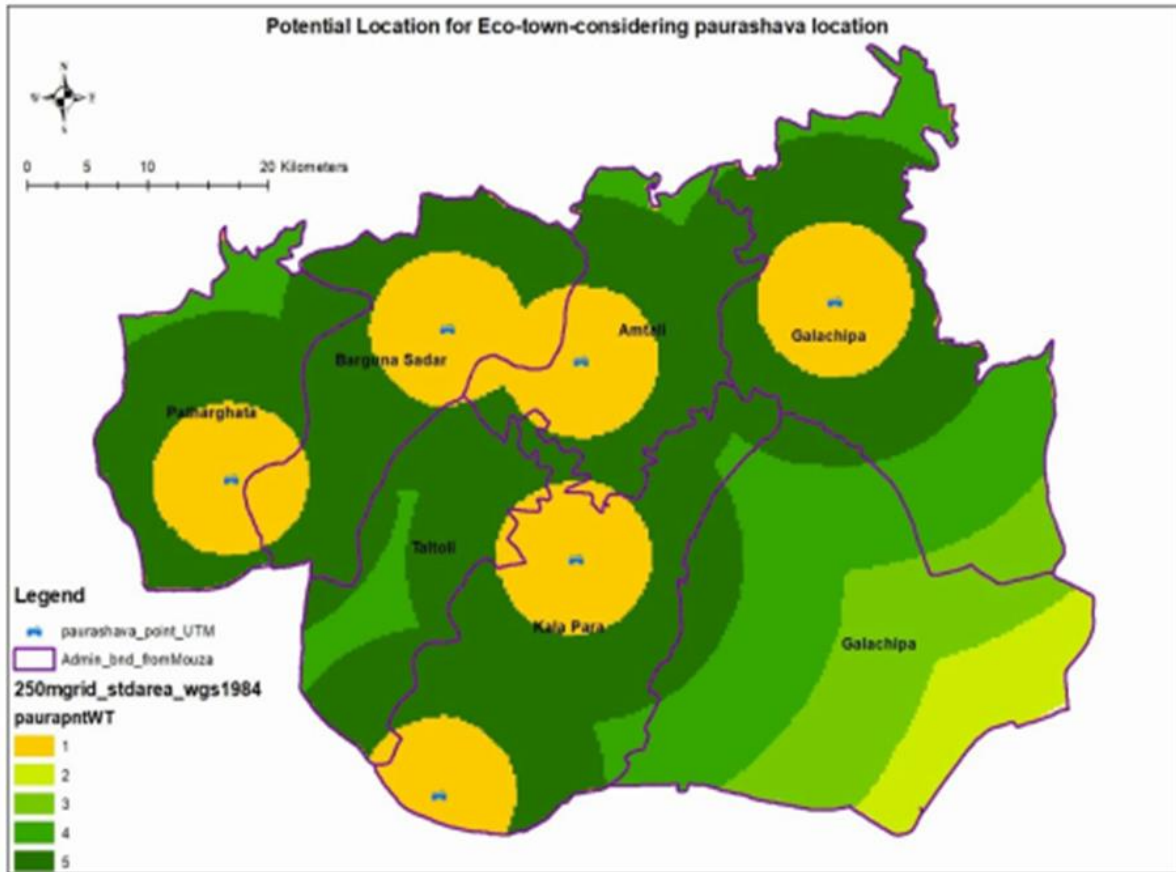 Potential Location for Eco-town-considering paurashava location
N
W
S
0 5 10 20 Kilometers
Amtali
Galachipa
Barguna Sadar
Patharghata
Taltoli
Kala Para
Galachipa
Legend
paurashava_point_UTM
Admin_bnd_fromMouza
250mgrid_stdarea_wgs1984
paurapntWT
1
2
3
4
5